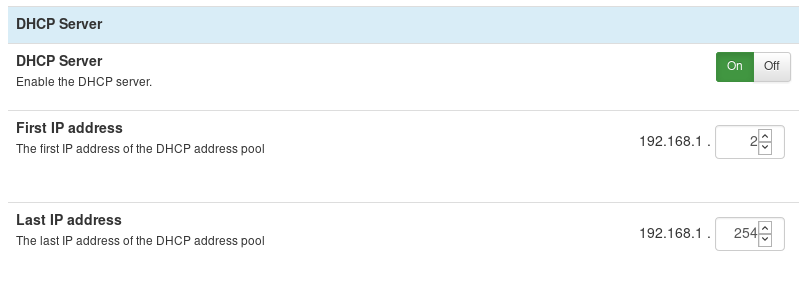 DHCP Server
DHCP Server
Enable the DHCP server.
On Off
First IP address
The first IP address of the DHCP address pool
192.168.1 . 2
Last IP address
The last IP address of the DHCP address pool
192.168.1 . 254